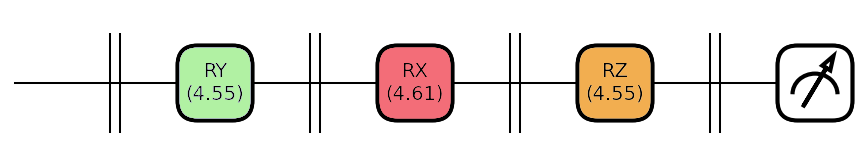 RY
(4.55)
RX
(4.61)
RZ
(4.55)